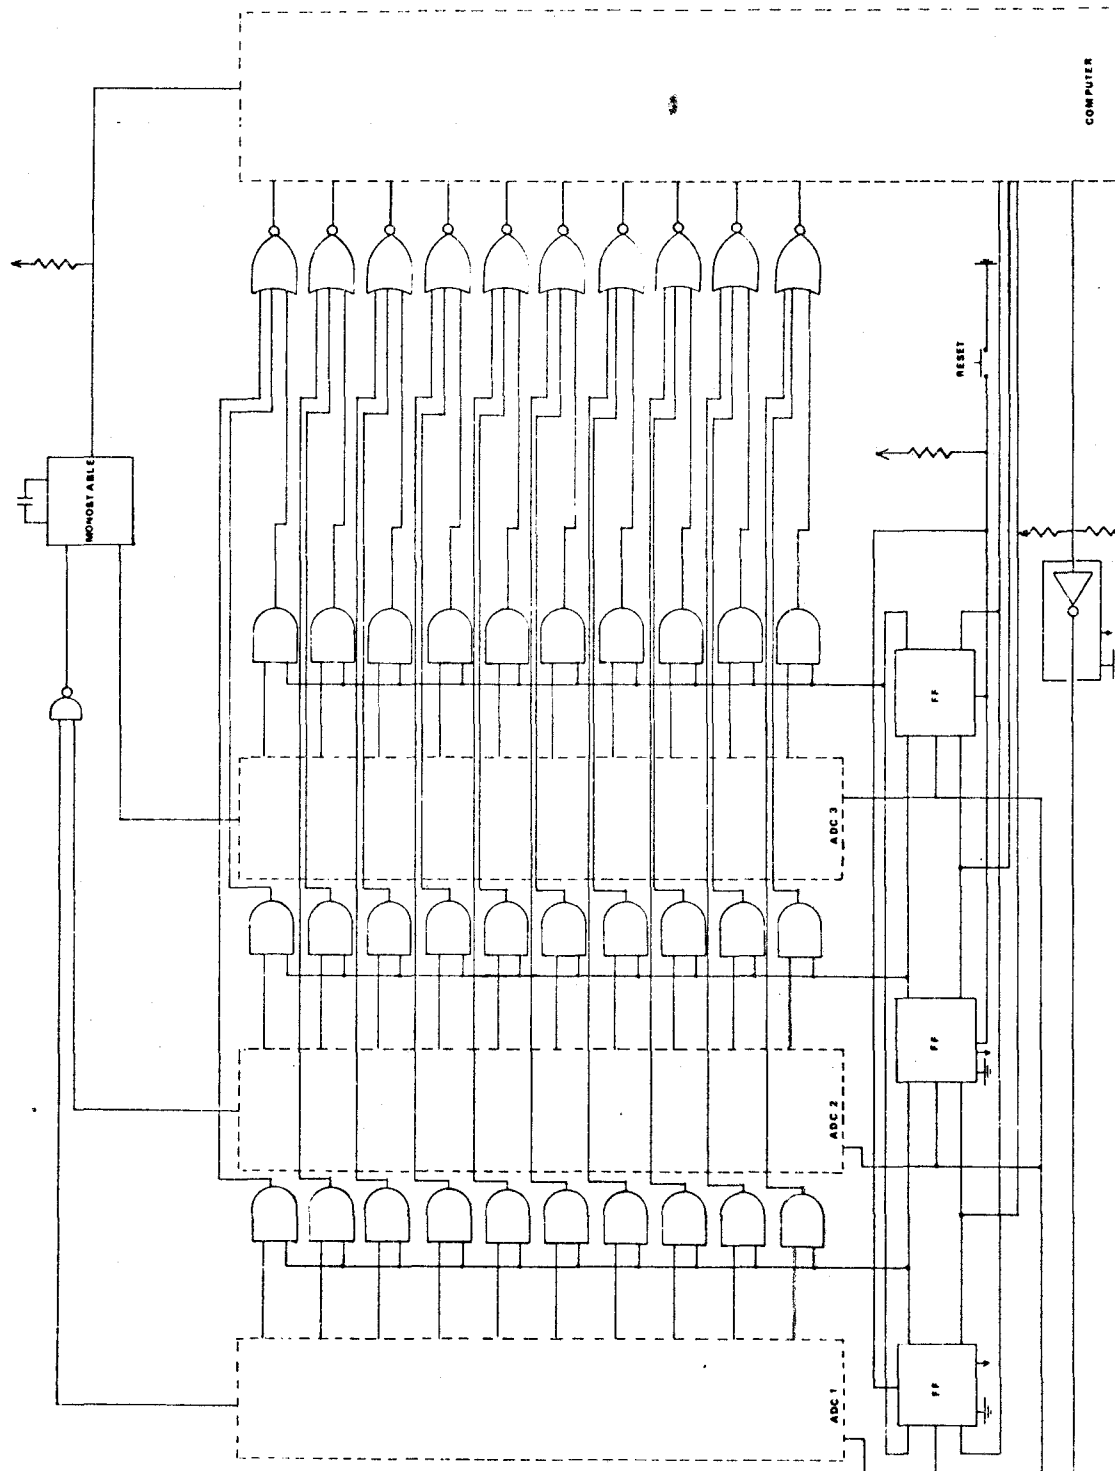 COMPUTER
RESET
MONOSTABLE
FF
ADC 3
FF
ADC 2
FF
ADC 1